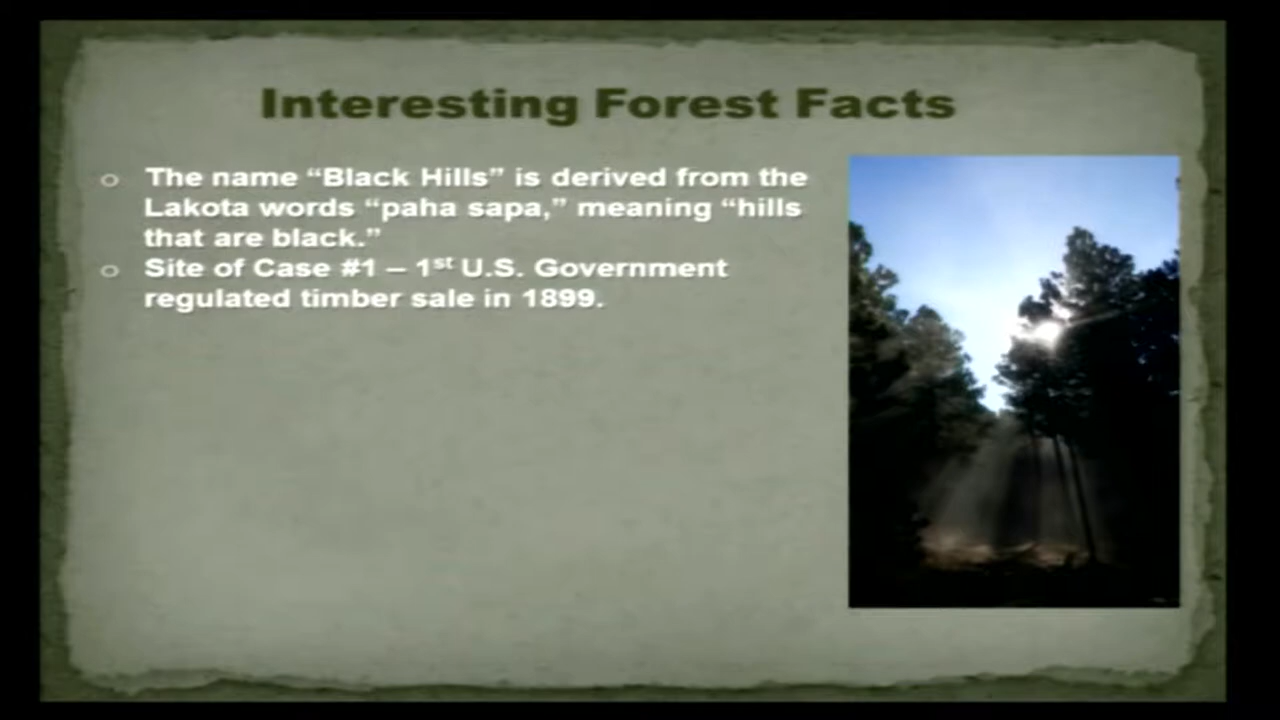 Interesting Forest Facts
The name “Black Hills” is derived from the
Lakota words “paha sapa,” meaning “hills
that are black.”
Site of Case #1 – 1st U.S. Government
regulated timber sale in 1899.